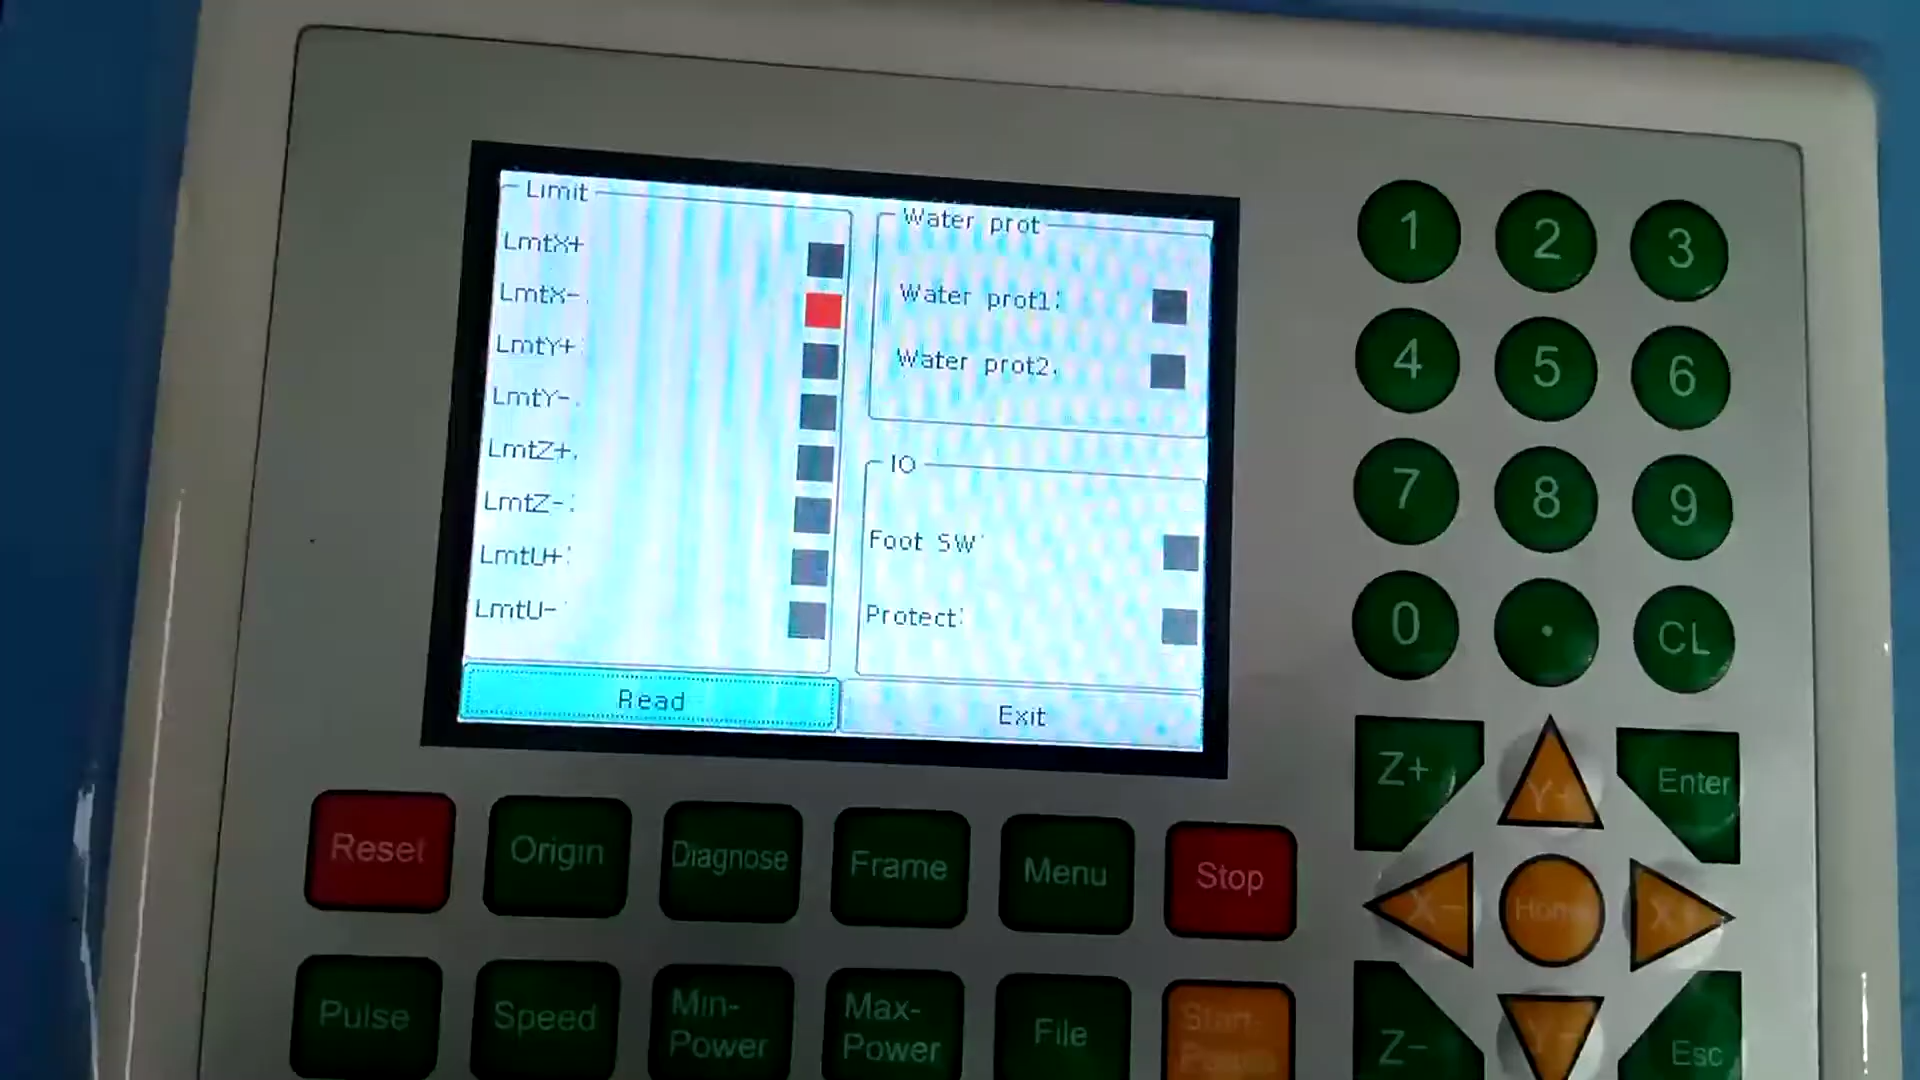 Limit
LmtX+
LmtX-
LmtY+
LmtY-
LmtZ+
LmtZ-:
LmtU+:
LmtU-
Water prot
Water prot1:
Water prot2
IO
Foot SW
Protect:
Read
Exit
1 2 3
4 5 6
7 8 9
0 . CL
Z+ Y+ Enter
X- Home X+
Z- Y- Esc
Reset Origin Diagnose Frame Menu Stop
Pulse Speed Min-Power Max-Power File Start-